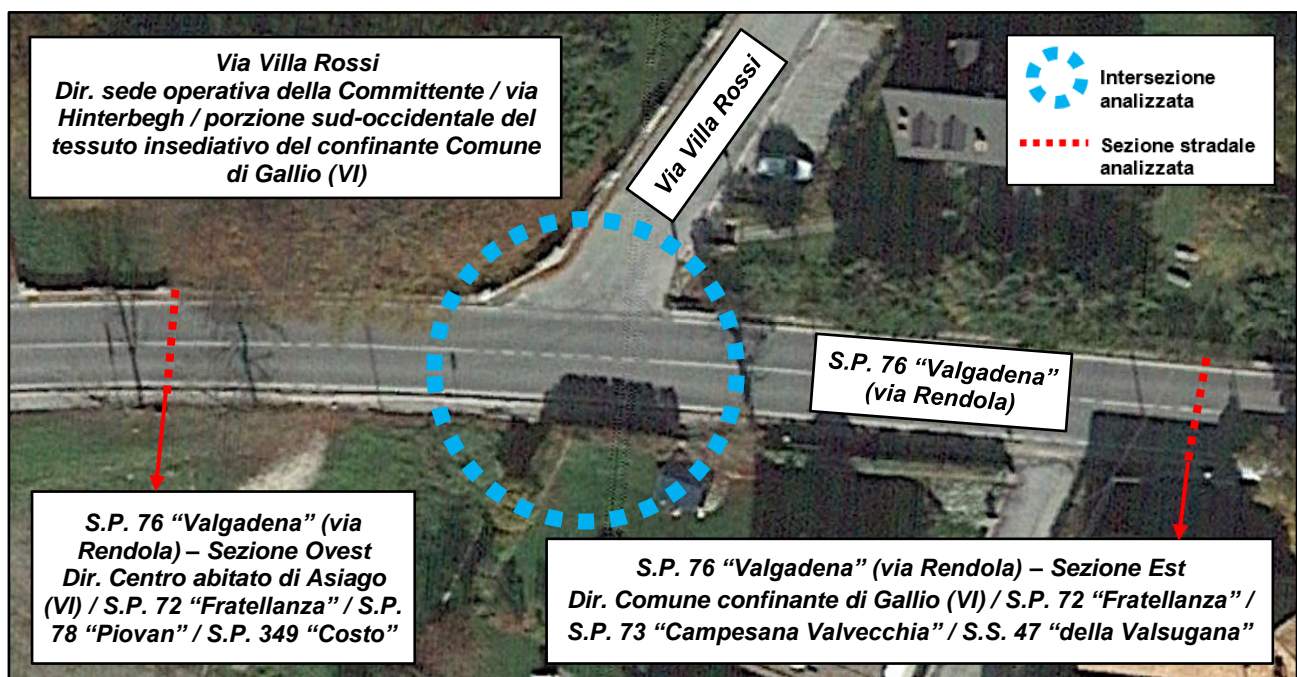 Via Villa Rossi
Dir. sede operativa della Committente / via
Hinterbegh / porzione sud-occidentale del
tessuto insediativo del confinante Comune
di Gallio (VI)
Via Villa Rossi
Intersezione
analizzata
Sezione stradale
analizzata
S.P. 76 “Valgadena”
(via Rendola)
S.P. 76 “Valgadena” (via
Rendola) – Sezione Ovest
Dir. Centro abitato di Asiago
(VI) / S.P. 72 “Fratellanza” / S.P.
78 “Piovan” / S.P. 349 “Costo”
S.P. 76 “Valgadena” (via Rendola) – Sezione Est
Dir. Comune confinante di Gallio (VI) / S.P. 72 “Fratellanza” /
S.P. 73 “Campesana Valvecchia” / S.S. 47 “della Valsugana”